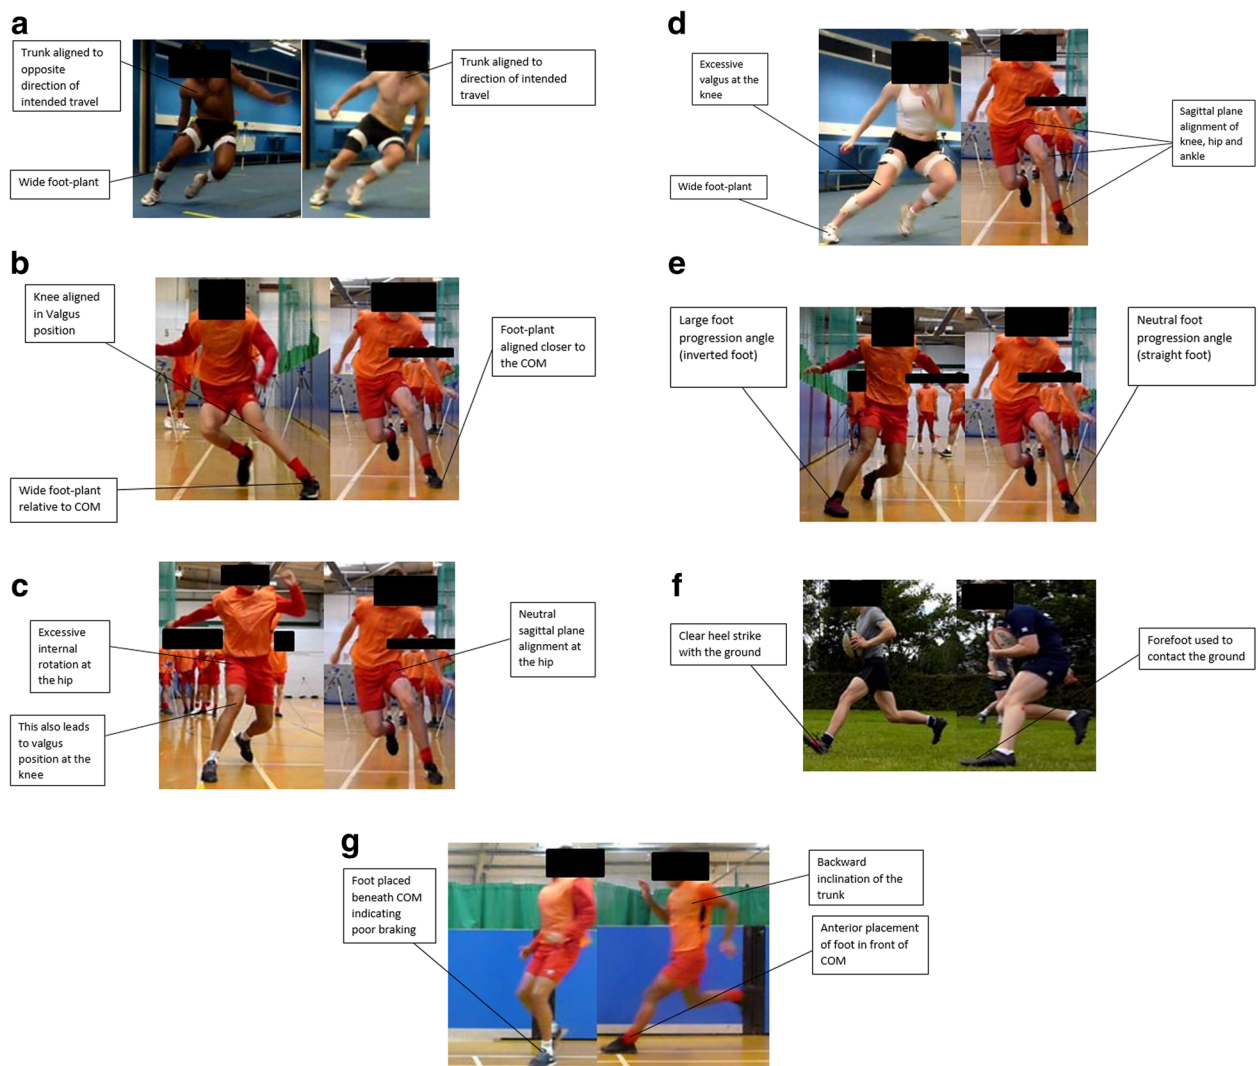 a
Trunk aligned to
opposite
direction of
intended travel
Trunk aligned to
direction of intended
travel
Wide foot-plant
b
Knee aligned
in Valgus
position
Foot-plant
aligned closer to
the COM
Wide foot-plant
relative to COM
c
Excessive
internal
rotation at
the hip
Neutral
sagittal plane
alignment at
the hip
This also leads
to valgus
position at the
knee
d
Excessive
valgus at the
knee
Sagittal plane
alignment of
knee, hip and
ankle
Wide foot-plant
e
Large foot
progression angle
(inverted foot)
Neutral foot
progression angle
(straight foot)
f
Clear heel strike
with the ground
Forefoot used to
contact the ground
g
Foot placed
beneath COM
indicating
poor braking
Backward
inclination of the
trunk
Anterior placement
of foot in front of
COM